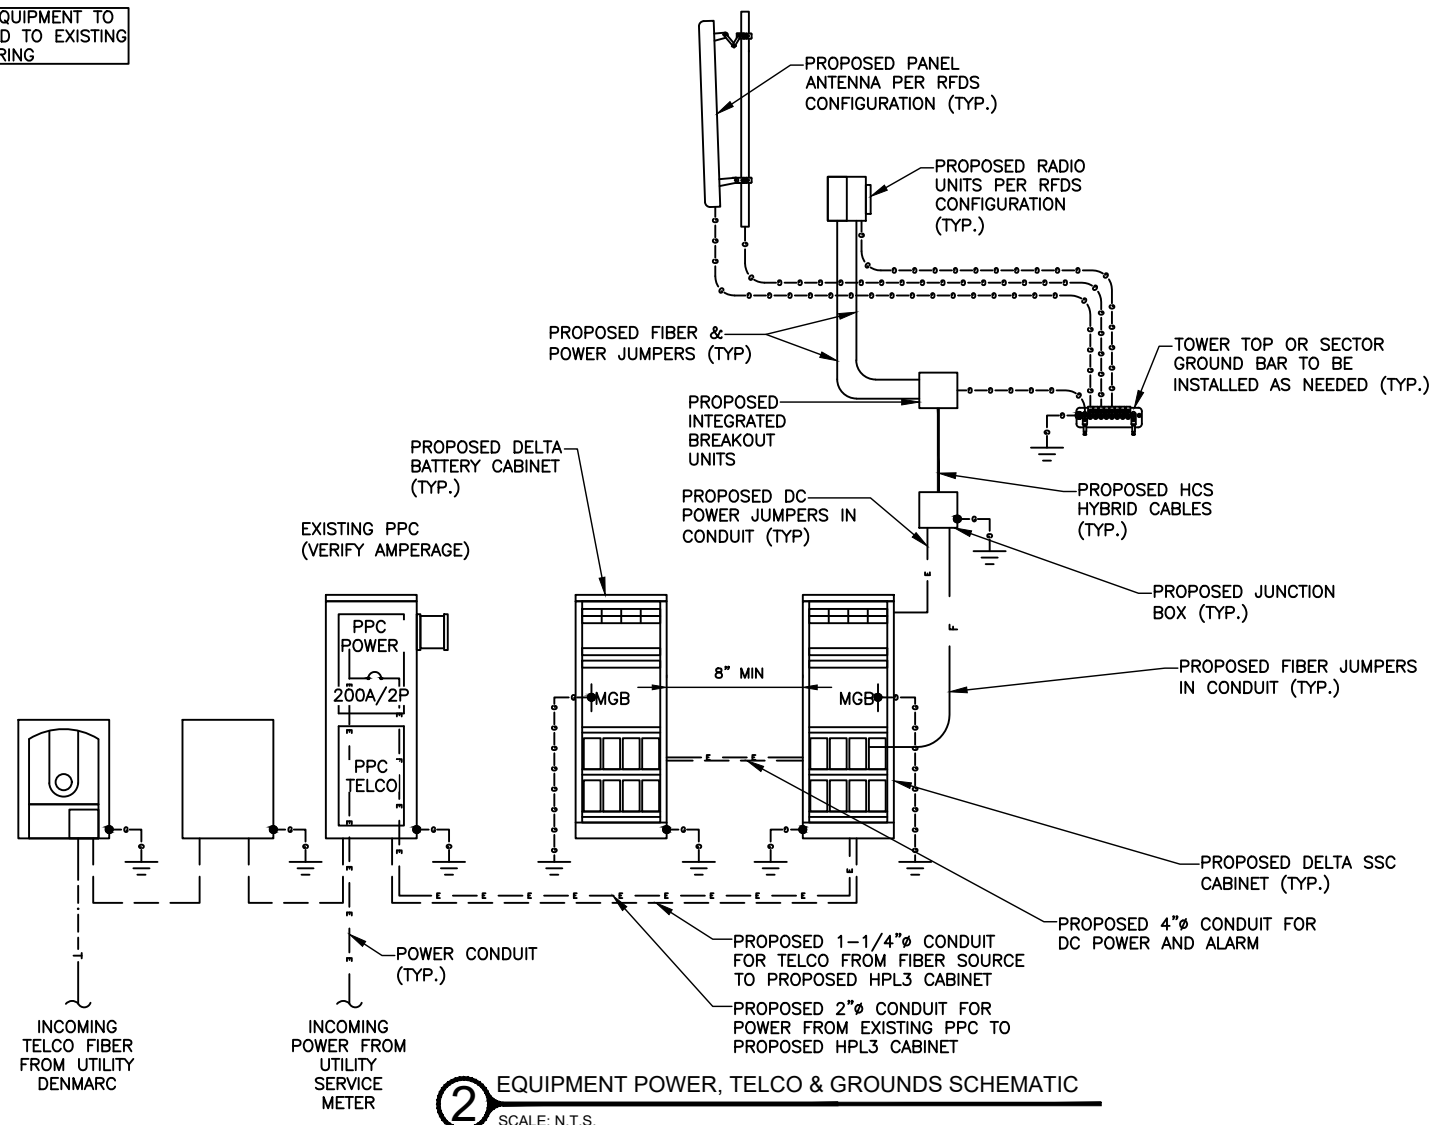 QUIPMENT TO
D TO EXISTING
RING
PROPOSED PANEL
ANTENNA PER RFDS
CONFIGURATION (TYP.)
PROPOSED RADIO
UNITS PER RFDS
CONFIGURATION
(TYP.)
PROPOSED FIBER &
POWER JUMPERS (TYP)
TOWER TOP OR SECTOR
GROUND BAR TO BE
INSTALLED AS NEEDED (TYP.)
PROPOSED
INTEGRATED
BREAKOUT
UNITS
PROPOSED DELTA
BATTERY CABINET
(TYP.)
PROPOSED DC
POWER JUMPERS IN
CONDUIT (TYP)
PROPOSED HCS
HYBRID CABLES
(TYP.)
EXISTING PPC
(VERIFY AMPERAGE)
PROPOSED JUNCTION
BOX (TYP.)
PPC
POWER
200A/2P
PPC
TELCO
MGB
8" MIN
MGB
PROPOSED FIBER JUMPERS
IN CONDUIT (TYP.)
PROPOSED DELTA SSC
CABINET (TYP.)
PROPOSED 4"ø CONDUIT FOR
DC POWER AND ALARM
POWER CONDUIT
(TYP.)
PROPOSED 1-1/4"ø CONDUIT
FOR TELCO FROM FIBER SOURCE
TO PROPOSED HPL3 CABINET
PROPOSED 2"ø CONDUIT FOR
POWER FROM EXISTING PPC TO
PROPOSED HPL3 CABINET
INCOMING
TELCO FIBER
FROM UTILITY
DENMARC
INCOMING
POWER FROM
UTILITY
SERVICE
METER
2
EQUIPMENT POWER, TELCO & GROUNDS SCHEMATIC
SCALE: N.T.S.